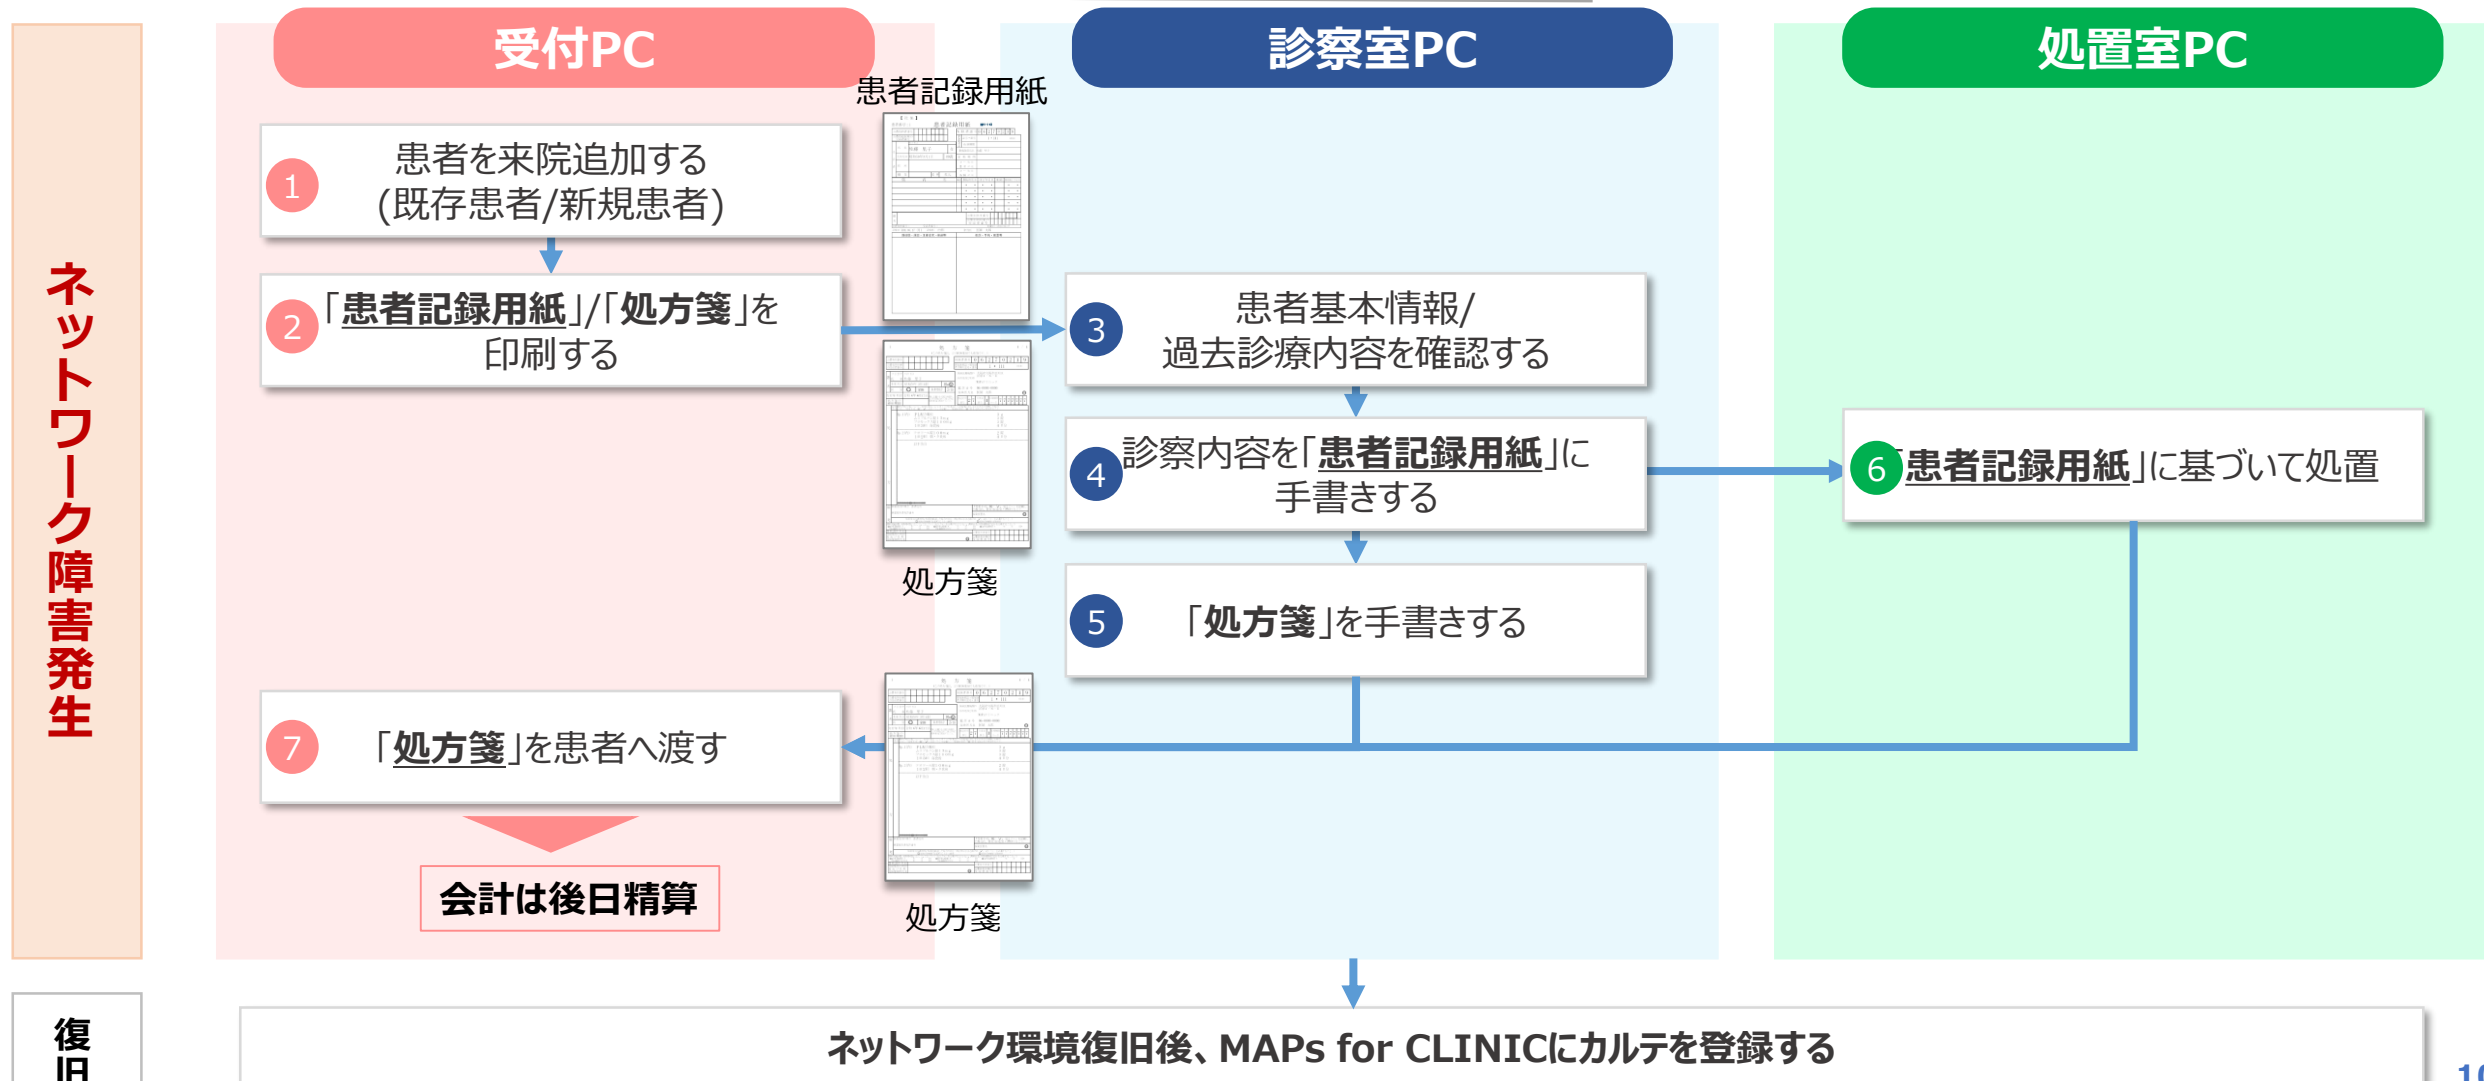 受付PC
診察室PC
処置室PC
ネットワーク障害発生
患者記録用紙
1
患者を来院追加する
(既存患者/新規患者)
2
「患者記録用紙」/「処方箋」を
印刷する
3
患者基本情報/
過去診療内容を確認する
4
診察内容を「患者記録用紙」に
手書きする
6
「患者記録用紙」に基づいて処置
処方箋
5
「処方箋」を手書きする
7
「処方箋」を患者へ渡す
会計は後日精算
処方箋
復旧
ネットワーク環境復旧後、MAPs for CLINICにカルテを登録する